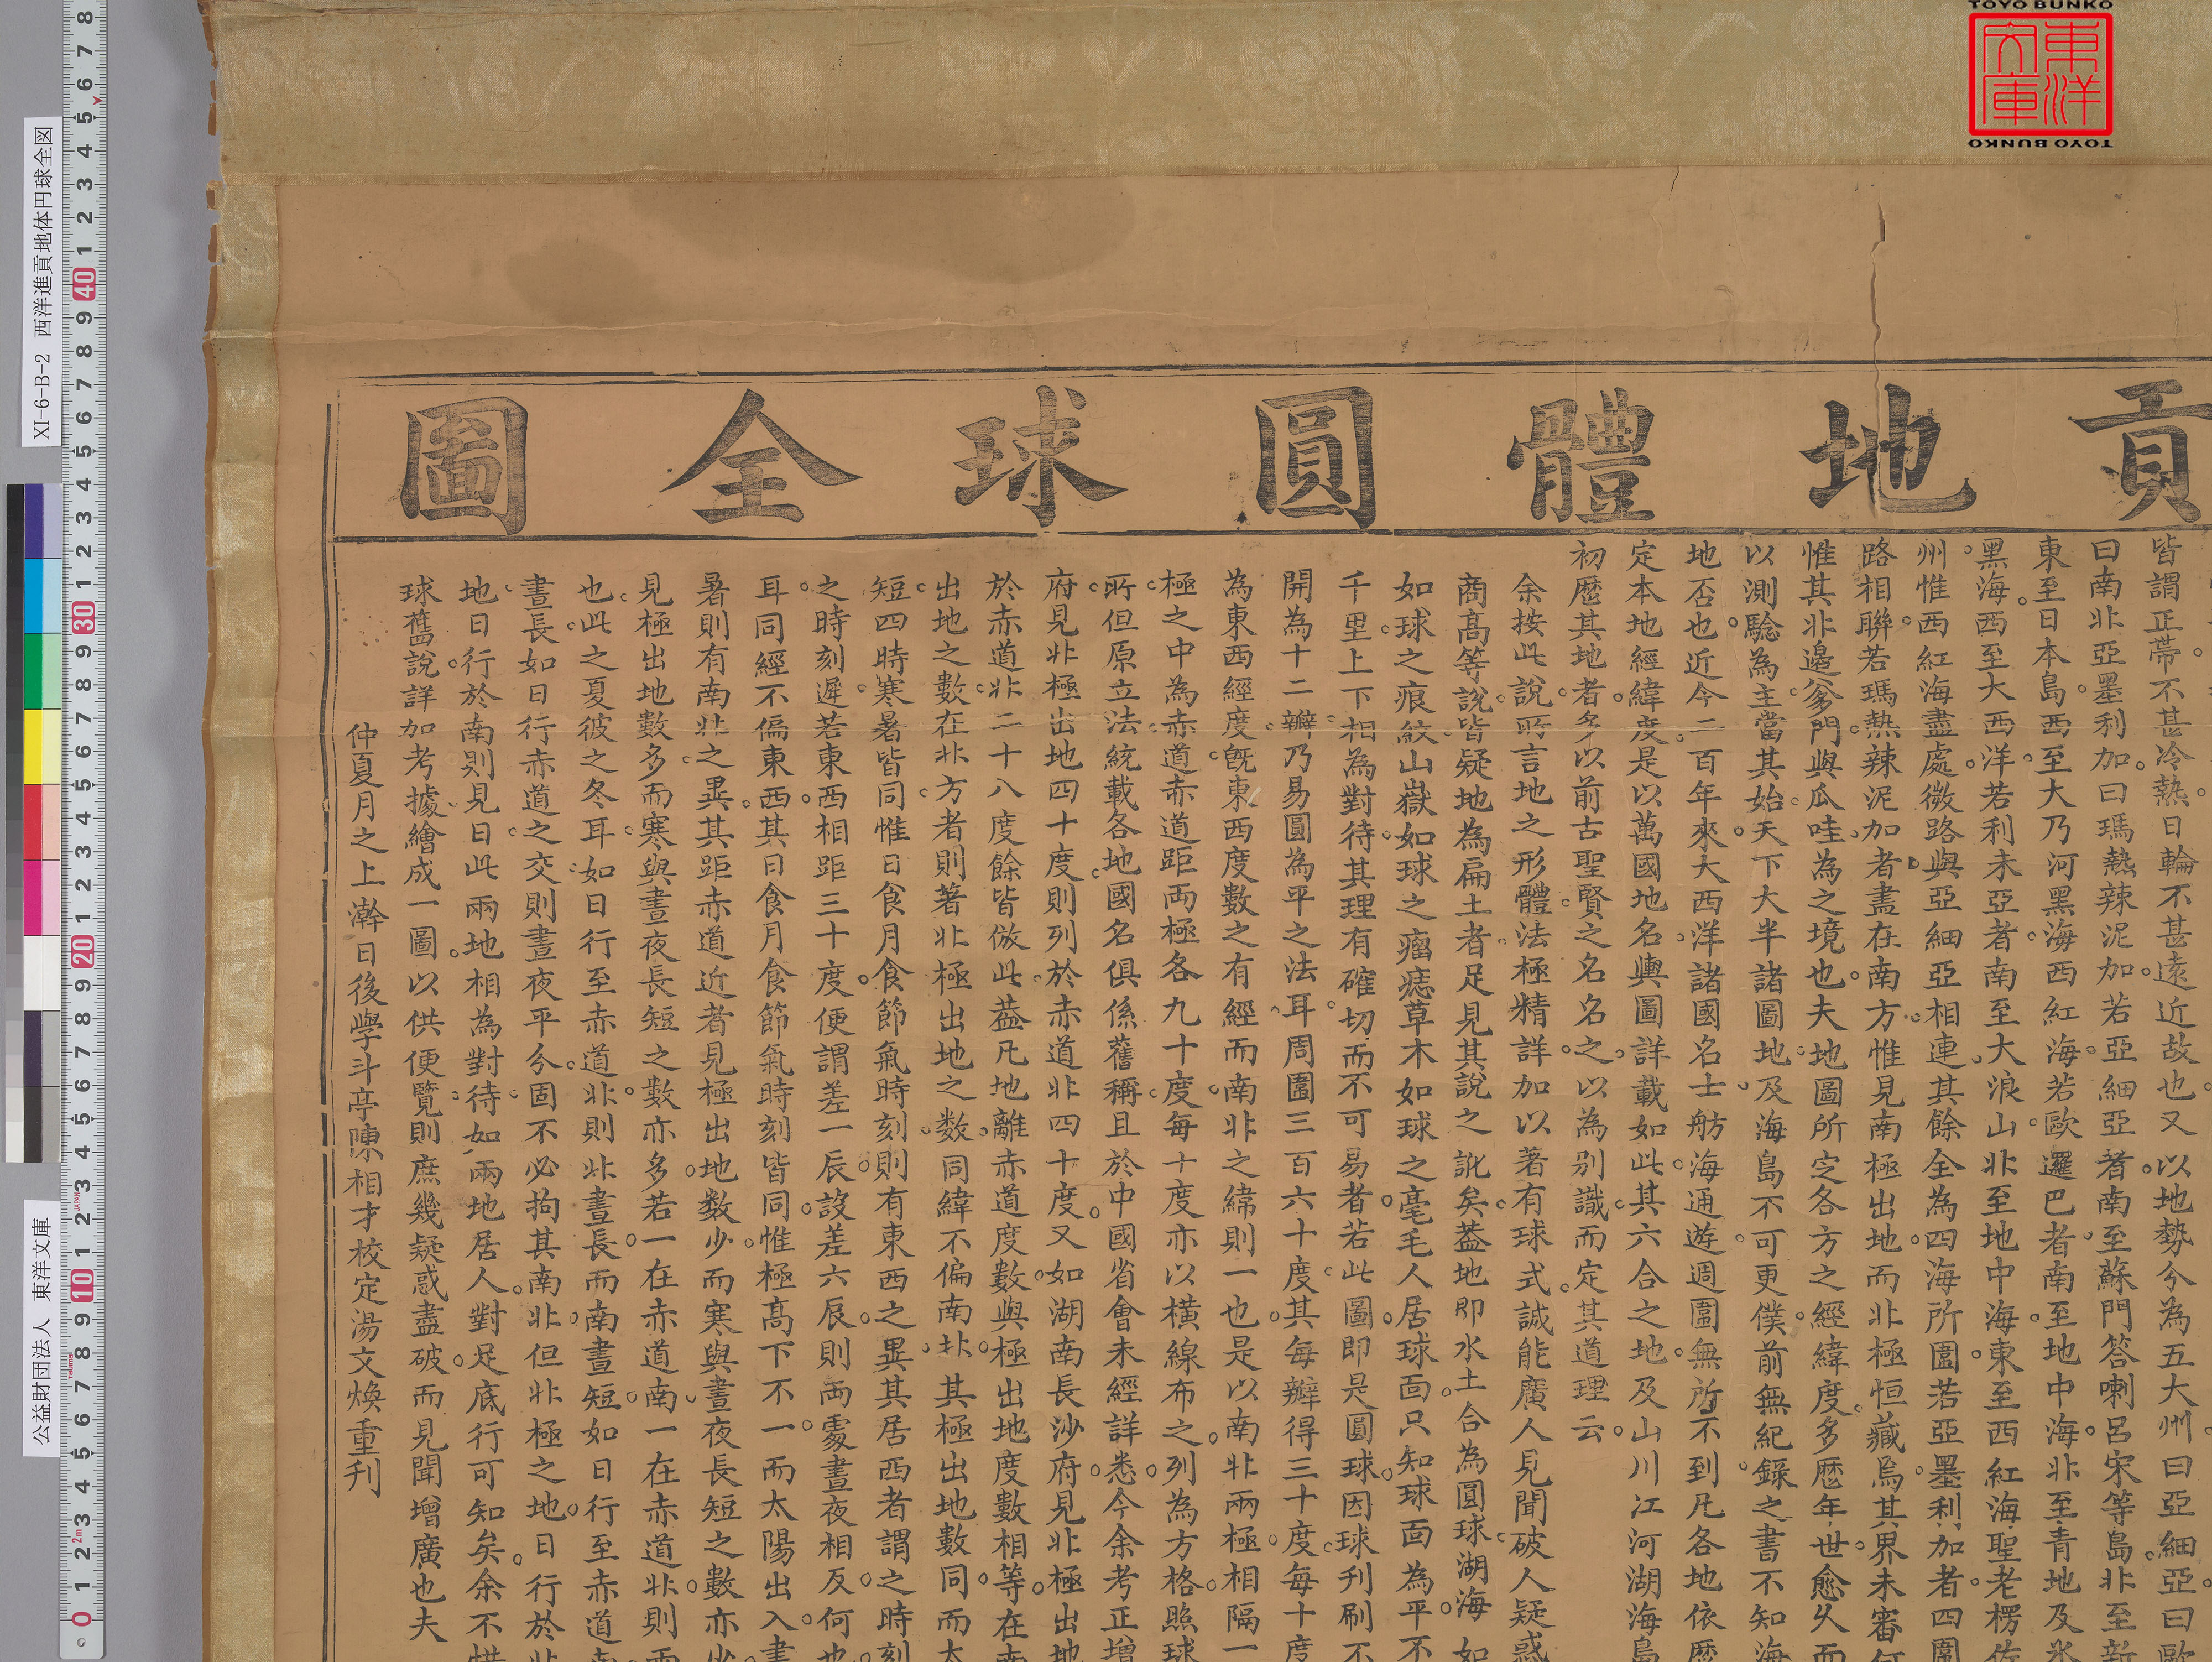 貢地體圓球全圖
皆謂正帶不甚冷熱日輪不甚遠近故也又以地勢分為五大州曰亞細亞曰歐
曰南北亞墨利加曰瑪熱辣泥加若亞細亞者南至蘇門答喇呂宋等島北至新
東至日本島西至大乃河黑海西紅海若歐邏巴者南至地中海北至青地及氷
黑海西至大西洋若利未亞者南至大浪山北至地中海東至西紅海聖老楞佐
州惟西紅海盡處微路與亞細亞相連其餘全為四海所圍若亞墨利加者四圍
路相聯若瑪熱辣泥加者盡在南方惟見南極出地而北極恒藏焉其界未審何
惟其北邊爹門與瓜哇為之境也夫地圖所定各方之經緯度多歷年世愈久而
以測驗為主當其始天下大半諸圖地及海島不可更僕前無紀錄之書不知海
地否也近今二百年來大西洋諸國名士舫海通遊週圍無所不到凡各地依歷
定本地經緯度是以萬國地名輿圖詳載如此其六合之地及山川江河湖海島
初歷其地者多以前古聖賢之名名之以為別識而定其道理云
余按此說所言地之形體法極精詳加以著有球式誠能廣人見聞破人疑惑
商高等說皆疑地為扁土者足見其說之訛矣葢地即水土合為圓球湖海如
如球之痕紋山嶽如球之瘤痣草木如球之毫毛人居球面只知球面為平不
千里上下相為對待其理有確切而不可易者若此圖即是圓球因球刋刷不
開為十二瓣乃易圓為平之法耳周圍三百六十度其每瓣得三十度每十度
為東西經度旣東西度數之有經而南北之緯則一也是以南北兩極相隔一
極之中為赤道赤道距両極各九十度每十度亦以橫線布之列為方格照球
所但原立法統載各地國名俱係舊稱且於中國省會未經詳悉今余考正增
府見北極出地四十度則列於赤道北四十度又如湖南長沙府見北極出地
於赤道北二十八度餘皆倣此葢凡地離赤道度數與極出地度數相等在南
出地之數在北方者則著北極出地之数同緯不偏南北其極出地數同而太
短四時寒暑皆同惟日食月食節氣時刻則有東西之異其居西者謂之時刻
之時刻遲若東西相距三十度便謂差一辰設差六辰則両處晝夜相反何也
耳同經不偏東西其日食月食節氣時刻皆同惟極高下不一而太陽出入晝
暑則有南北之異其距赤道近者見極出地数少而寒與晝夜長短之數亦少
見極出地數多而寒與晝夜長短之數亦多若一在赤道南一在赤道北則兩
也此之夏彼之冬耳如日行至赤道北則北晝長而南晝短如日行至赤道南
晝長如日行赤道之交則晝夜平分固不必拘其南北但北極之地日行於北
地日行於南則見日此兩地相為對待如兩地居人對足底行可知矣余不惜
球舊說詳加考據繪成一圖以供便覽則庶幾疑惑盡破而見聞增廣也夫
仲夏月之上澣日後學斗亭陳相才校定湯文煥重刋
TOYO BUNKO
東洋文庫
TOYO BUNKO
XI-6-B-2 西洋進貢地体円球全図
公益財団法人 東洋文庫